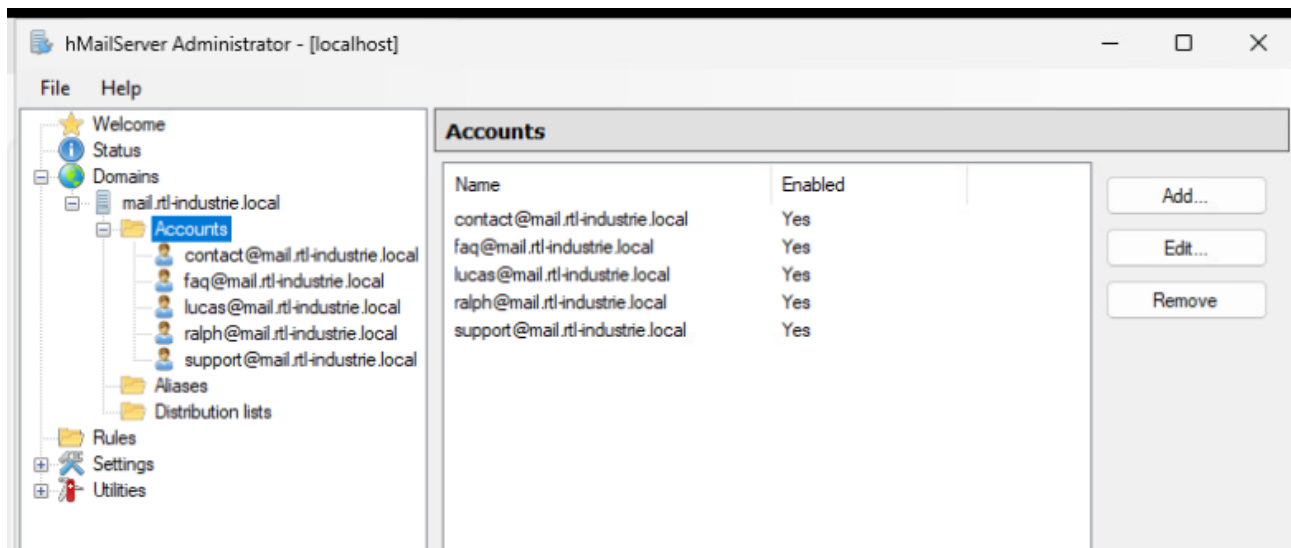 hMailServer Administrator - [localhost]
File Help
Welcome
Status
Domains
mail.rtl-industrie.local
Accounts
contact@mail.rtl-industrie.local
faq@mail.rtl-industrie.local
lucas@mail.rtl-industrie.local
ralph@mail.rtl-industrie.local
support@mail.rtl-industrie.local
Aliases
Distribution lists
Rules
Settings
Utilities
Accounts
Name Enabled
contact@mail.rtl-industrie.local Yes
faq@mail.rtl-industrie.local Yes
lucas@mail.rtl-industrie.local Yes
ralph@mail.rtl-industrie.local Yes
support@mail.rtl-industrie.local Yes
Add...
Edit...
Remove